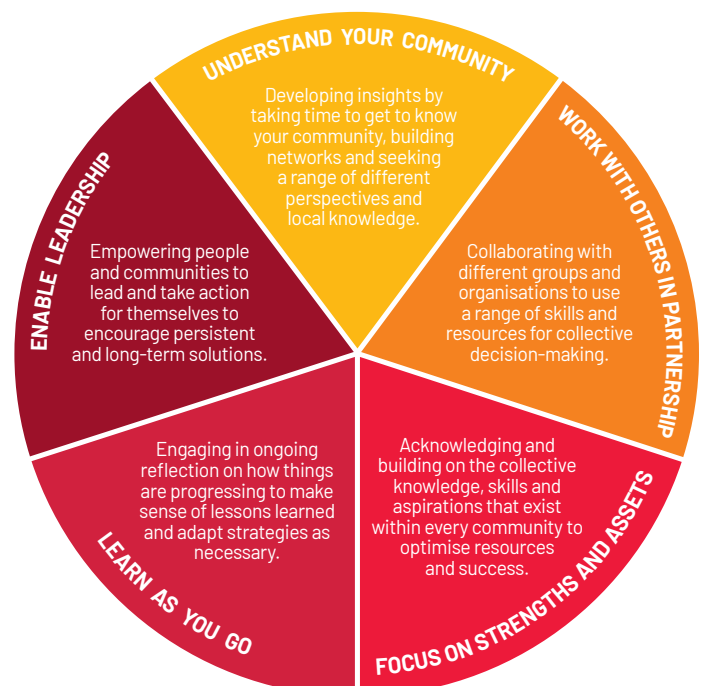 UNDERSTAND YOUR COMMUNITY
Developing insights by
taking time to get to know
your community, building
networks and seeking
a range of different
perspectives and
local knowledge.
WORK WITH OTHERS IN PARTNERSHIP
Collaborating with
different groups and
organisations to use
a range of skills and
resources for collective
decision-making.
FOCUS ON STRENGTHS AND ASSETS
Acknowledging and
building on the collective
knowledge, skills and
aspirations that exist
within every community to
optimise resources
and success.
LEARN AS YOU GO
Engaging in ongoing
reflection on how things
are progressing to make
sense of lessons learned
and adapt strategies as
necessary.
ENABLE LEADERSHIP
Empowering people
and communities to
lead and take action
for themselves to
encourage persistent
and long-term solutions.